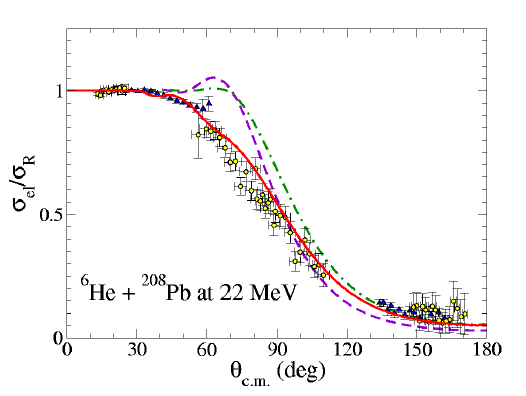 1
0.5
0
σel/σR
⁶He + ²⁰⁸Pb at 22 MeV
0 30 60 90 120 150 180
θc.m. (deg)